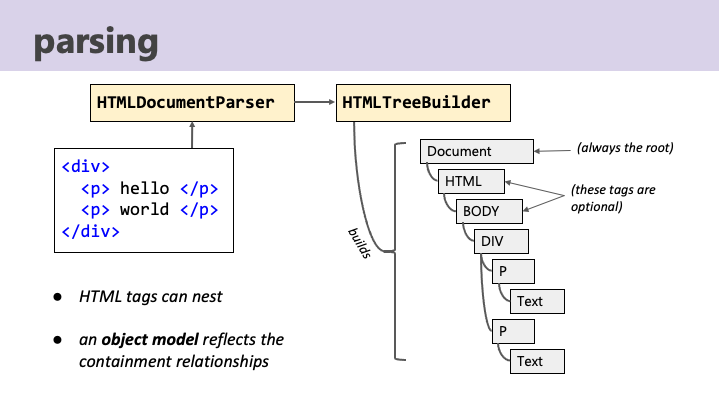 parsing
HTMLDocumentParser
HTMLTreeBuilder
<div>
<p> hello </p>
<p> world </p>
</div>
builds
Document
(always the root)
HTML
(these tags are
optional)
BODY
DIV
P
Text
P
Text
● HTML tags can nest
● an object model reflects the
containment relationships